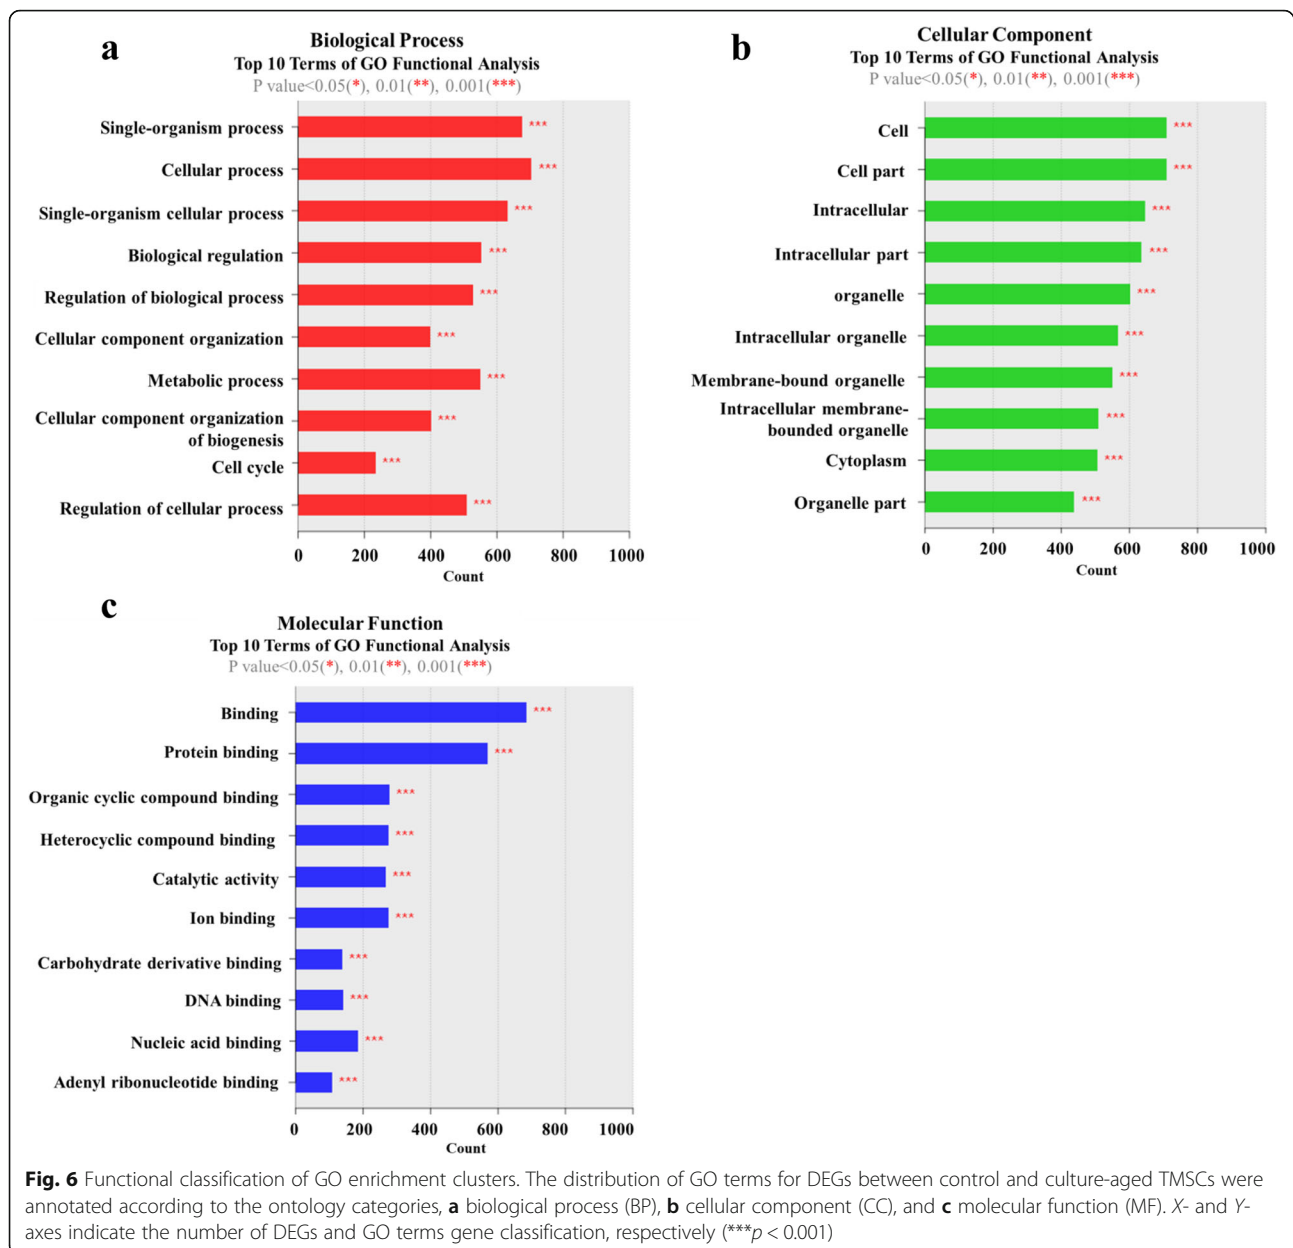 a
Biological Process
Top 10 Terms of GO Functional Analysis
P value<0.05(*), 0.01(**), 0.001(***)
Single-organism process ***
Cellular process ***
Single-organism cellular process ***
Biological regulation ***
Regulation of biological process ***
Cellular component organization ***
Metabolic process ***
Cellular component organization
of biogenesis ***
Cell cycle ***
Regulation of cellular process ***
0 200 400 600 800 1000
Count
b
Cellular Component
Top 10 Terms of GO Functional Analysis
P value<0.05(*), 0.01(**), 0.001(***)
Cell ***
Cell part ***
Intracellular ***
Intracellular part ***
organelle ***
Intracellular organelle ***
Membrane-bound organelle ***
Intracellular membrane-
bounded organelle ***
Cytoplasm ***
Organelle part ***
0 200 400 600 800 1000
Count
c
Molecular Function
Top 10 Terms of GO Functional Analysis
P value<0.05(*), 0.01(**), 0.001(***)
Binding ***
Protein binding ***
Organic cyclic compound binding ***
Heterocyclic compound binding ***
Catalytic activity ***
Ion binding ***
Carbohydrate derivative binding ***
DNA binding ***
Nucleic acid binding ***
Adenyl ribonucleotide binding ***
0 200 400 600 800 1000
Count
Fig. 6 Functional classification of GO enrichment clusters. The distribution of GO terms for DEGs between control and culture-aged TMSCs were
annotated according to the ontology categories, a biological process (BP), b cellular component (CC), and c molecular function (MF). X- and Y-
axes indicate the number of DEGs and GO terms gene classification, respectively (***p < 0.001)